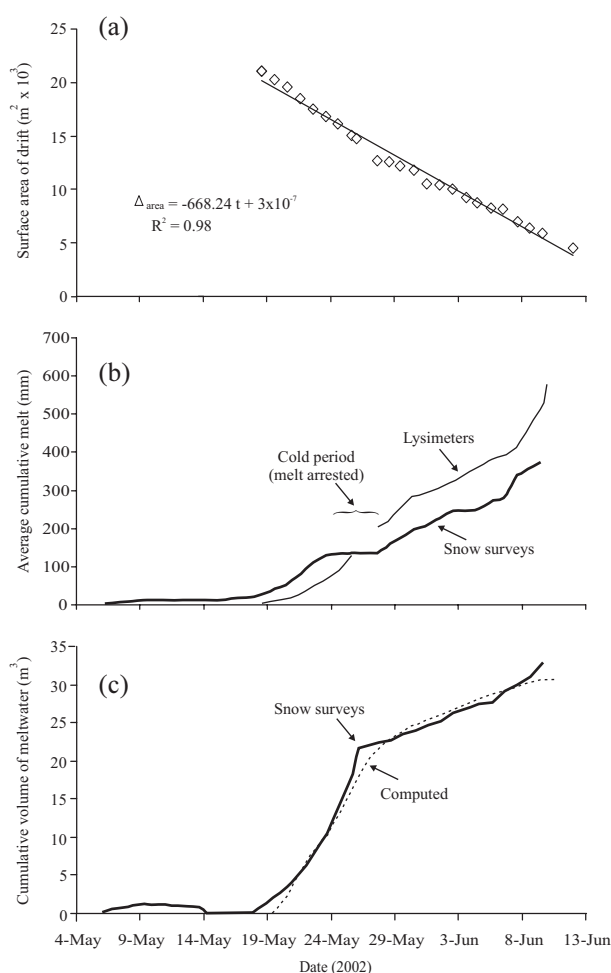 (a)
25
20
15
10
5
0
Surface area of drift (m² x 10³)
Δ area = -668.24 t + 3x10⁻⁷
R² = 0.98
(b)
700
600
500
400
300
200
100
0
Average cumulative melt (mm)
Cold period
(melt arrested)
Lysimeters
Snow surveys
(c)
35
30
25
20
15
10
5
0
Cumulative volume of meltwater (m³)
Snow surveys
Computed
4-May 9-May 14-May 19-May 24-May 29-May 3-Jun 8-Jun 13-Jun
Date (2002)